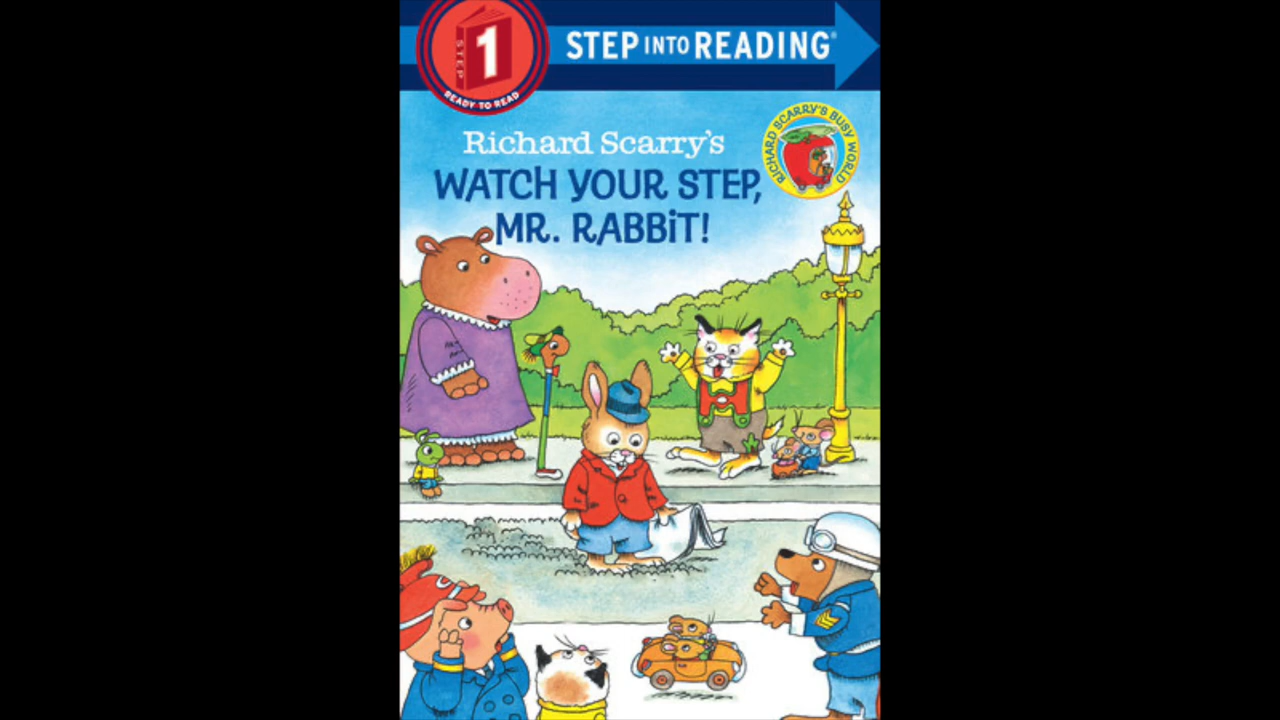 STEP
1
READY TO READ
STEP INTO READING®
RICHARD SCARRY'S BUSY WORLD
Richard Scarry's
WATCH YOUR STEP,
MR. RABBiT!